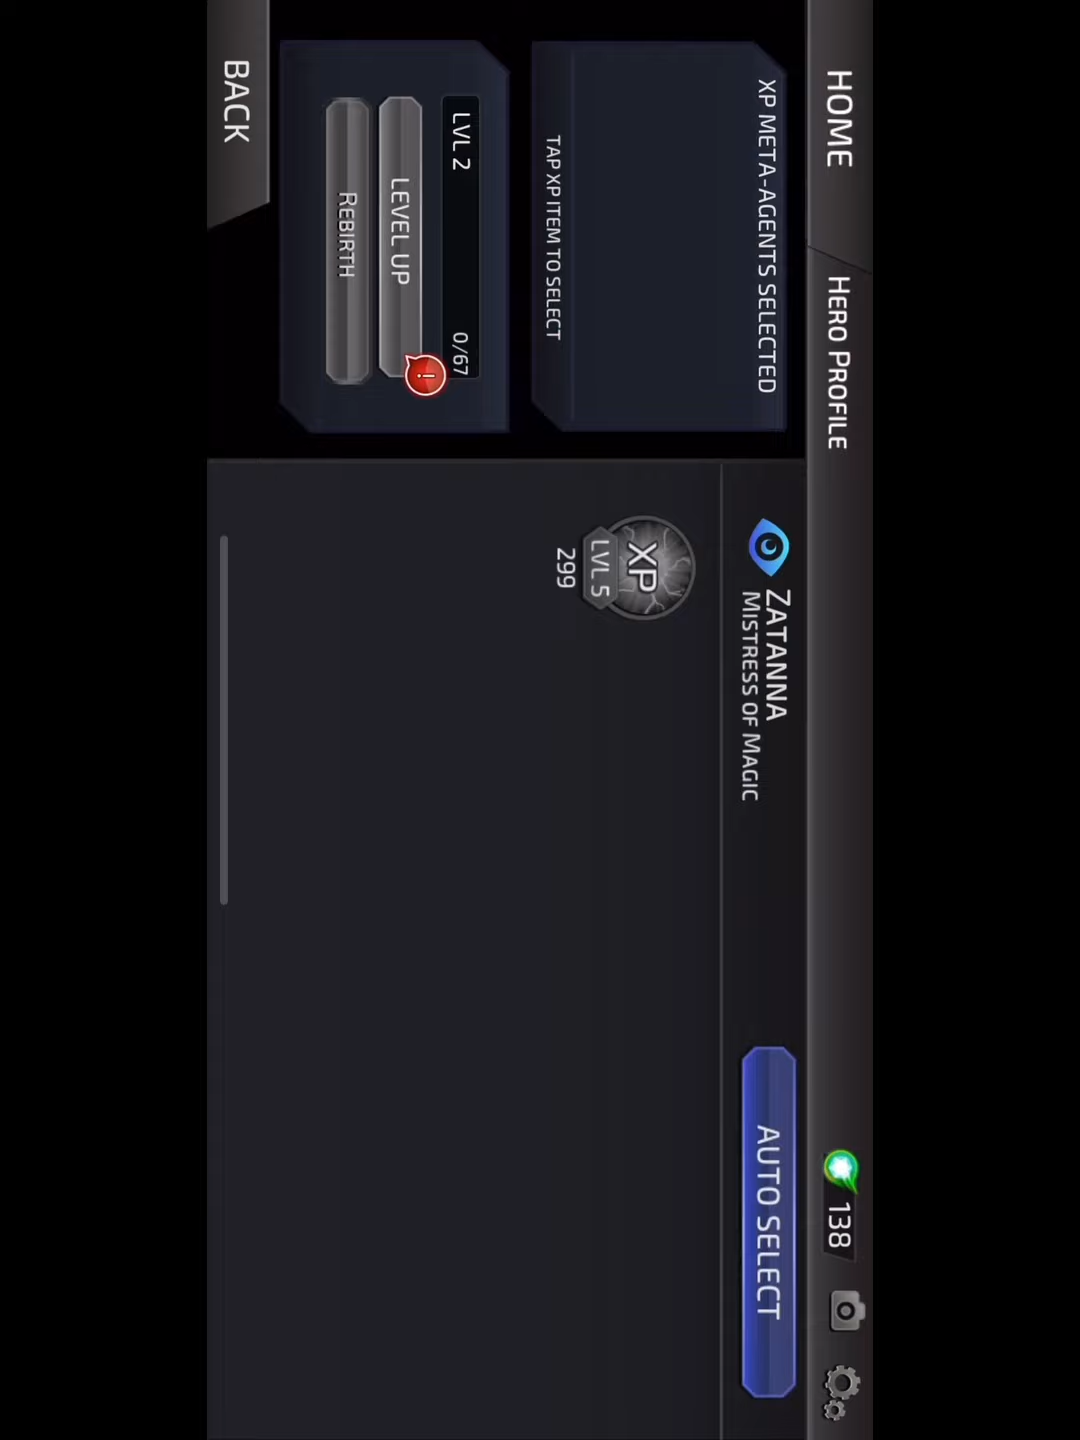 HOME
HERO PROFILE
138
XP META-AGENTS SELECTED
TAP XP ITEM TO SELECT
ZATANNA
MISTRESS OF MAGIC
AUTO SELECT
XP
LVL 5
299
LVL 2
0/67
LEVEL UP
!
REBIRTH
BACK